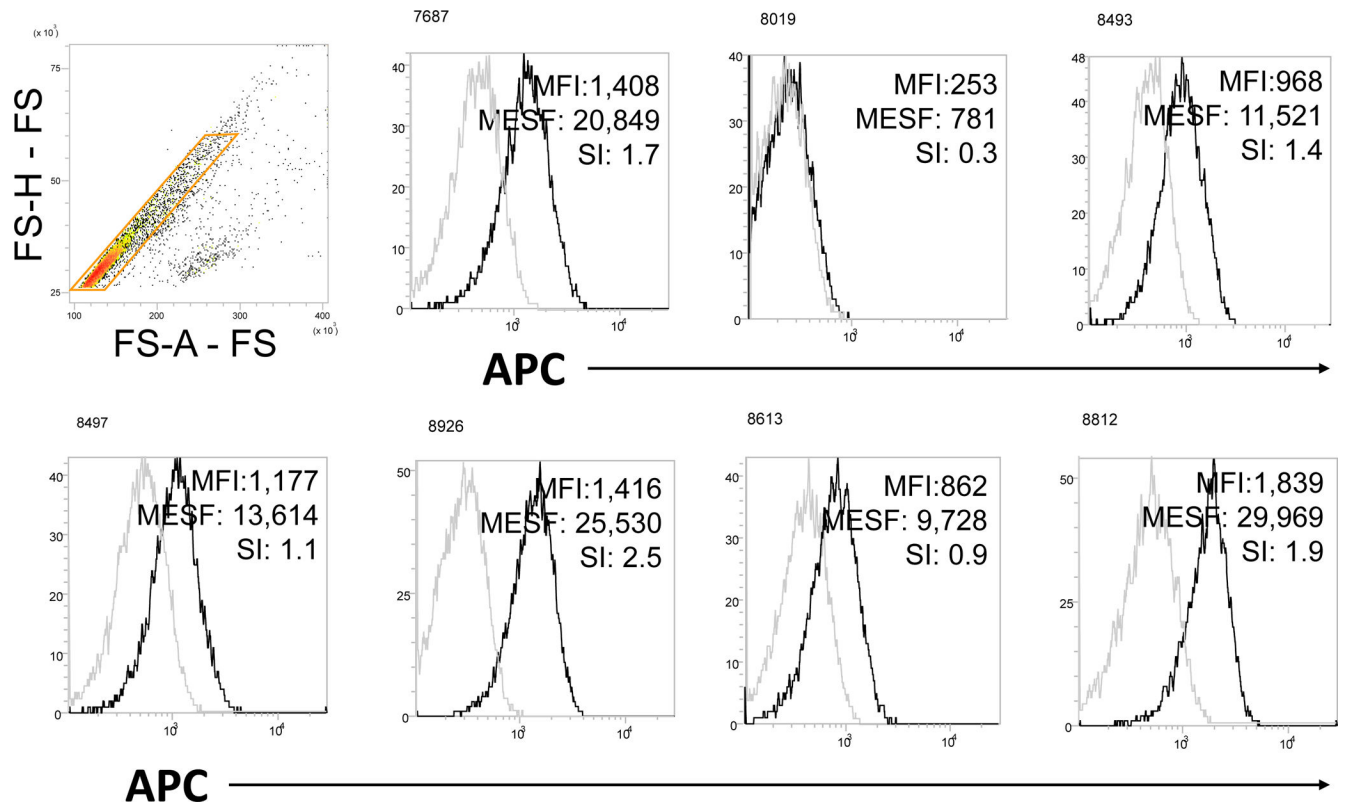 (x 10³)
75
50
25
100
200
300
400
(x 10³)
FS-H - FS
FS-A - FS
7687
40
30
20
10
0
10³
10⁴
MFI:1,408
MESF: 20,849
SI: 1.7
8019
40
30
20
10
0
10³
10⁴
MFI:253
MESF: 781
SI: 0.3
8493
48
40
30
20
10
0
10³
10⁴
MFI:968
MESF: 11,521
SI: 1.4
APC
8497
40
30
20
10
0
10³
10⁴
MFI:1,177
MESF: 13,614
SI: 1.1
8926
50
25
0
10³
10⁴
MFI:1,416
MESF: 25,530
SI: 2.5
8613
40
30
20
10
0
10³
10⁴
MFI:862
MESF: 9,728
SI: 0.9
8812
50
25
0
10³
10⁴
MFI:1,839
MESF: 29,969
SI: 1.9
APC